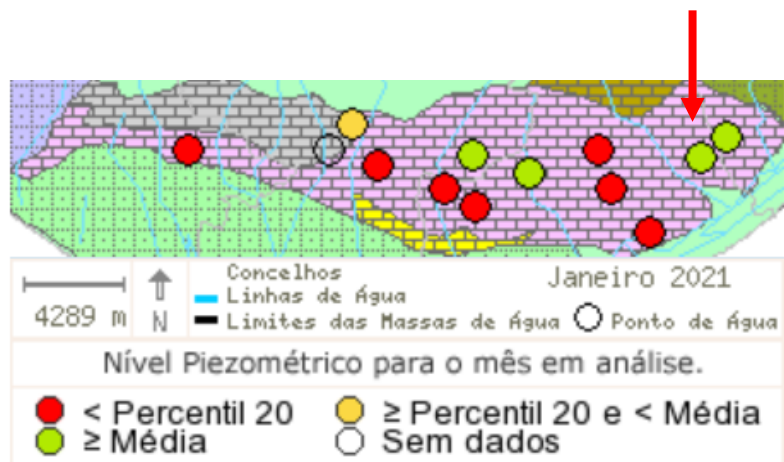 Concelhos
Linhas de Água
Janeiro 2021
4289 m
N
Limites das Massas de Água
Ponto de Água
Nível Piezométrico para o mês em análise.
< Percentil 20
≥ Percentil 20 e < Média
≥ Média
Sem dados